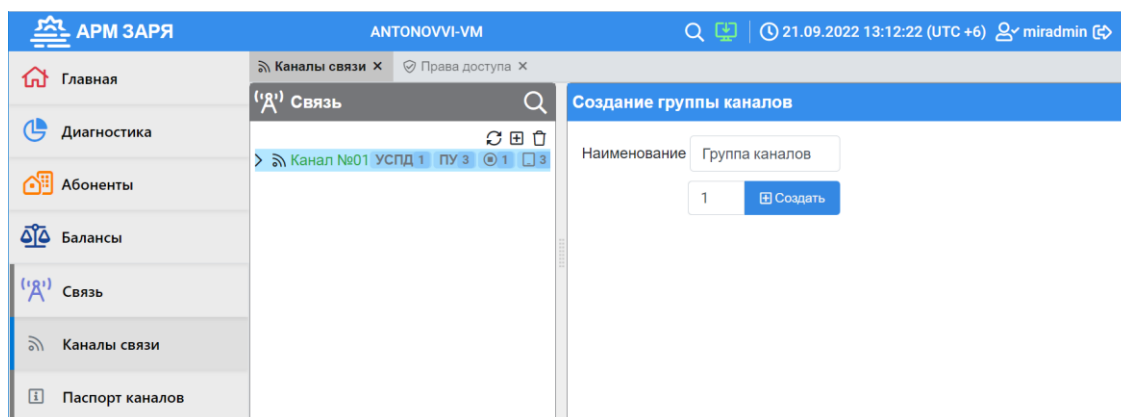 АРМ ЗАРЯ
ANTONOVVI-VM
21.09.2022 13:12:22 (UTC +6) miradmin
Главная
Диагностика
Абоненты
Балансы
Связь
Каналы связи
Паспорт каналов
Каналы связи × Права доступа ×
Связь
Канал №01 УСПД 1 ПУ 3 1 3
Создание группы каналов
Наименование Группа каналов
1 Создать